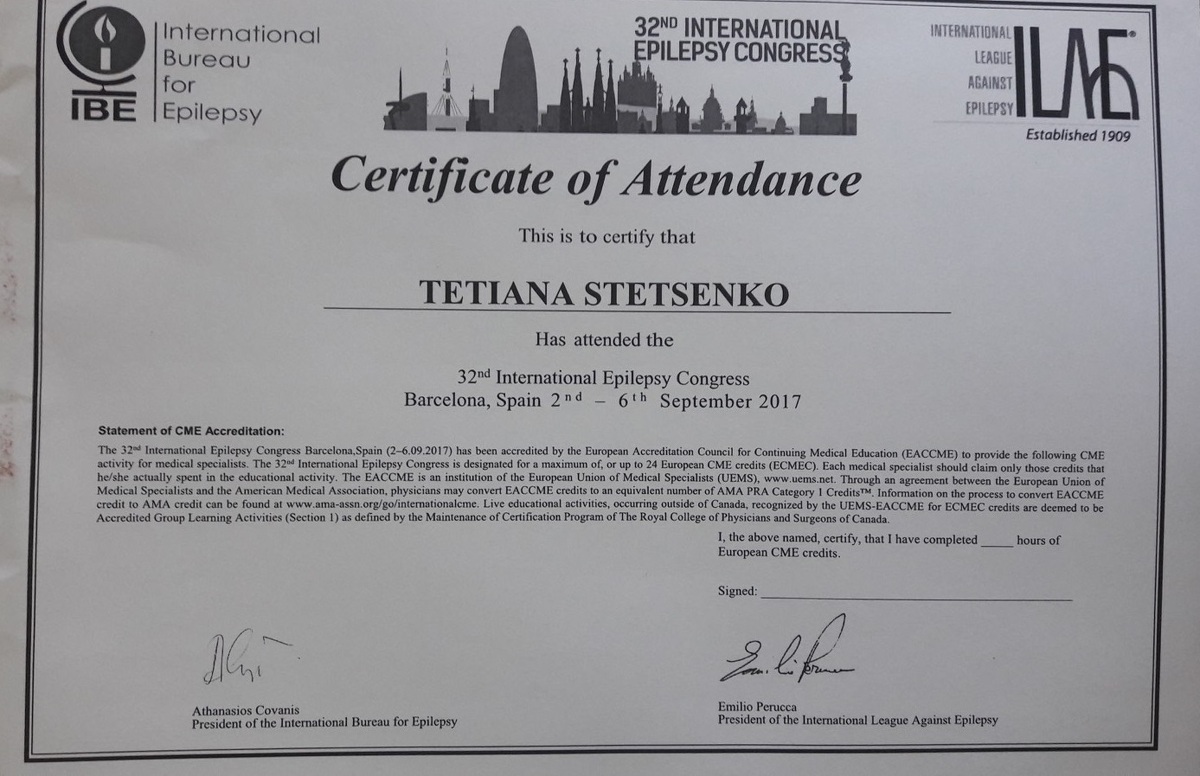 International
Bureau
for
Epilepsy
IBE
32ND INTERNATIONAL
EPILEPSY CONGRESS
INTERNATIONAL
LEAGUE
AGAINST
EPILEPSY
ILAE®
Established 1909
Certificate of Attendance
This is to certify that
TETIANA STETSENKO
Has attended the
32nd International Epilepsy Congress
Barcelona, Spain 2nd – 6th September 2017
Statement of CME Accreditation:
The 32nd International Epilepsy Congress Barcelona,Spain (2–6.09.2017) has been accredited by the European Accreditation Council for Continuing Medical Education (EACCME) to provide the following CME
activity for medical specialists. The 32nd International Epilepsy Congress is designated for a maximum of, or up to 24 European CME credits (ECMEC). Each medical specialist should claim only those credits that
he/she actually spent in the educational activity. The EACCME is an institution of the European Union of Medical Specialists (UEMS), www.uems.net. Through an agreement between the European Union of
Medical Specialists and the American Medical Association, physicians may convert EACCME credits to an equivalent number of AMA PRA Category 1 Credits™. Information on the process to convert EACCME
credit to AMA credit can be found at www.ama-assn.org/go/internationalcme. Live educational activities, occurring outside of Canada, recognized by the UEMS-EACCME for ECMEC credits are deemed to be
Accredited Group Learning Activities (Section 1) as defined by the Maintenance of Certification Program of The Royal College of Physicians and Surgeons of Canada.
I, the above named, certify, that I have completed _____ hours of
European CME credits.
Signed:
Athanasios Covanis
President of the International Bureau for Epilepsy
Emilio Perucca
President of the International League Against Epilepsy